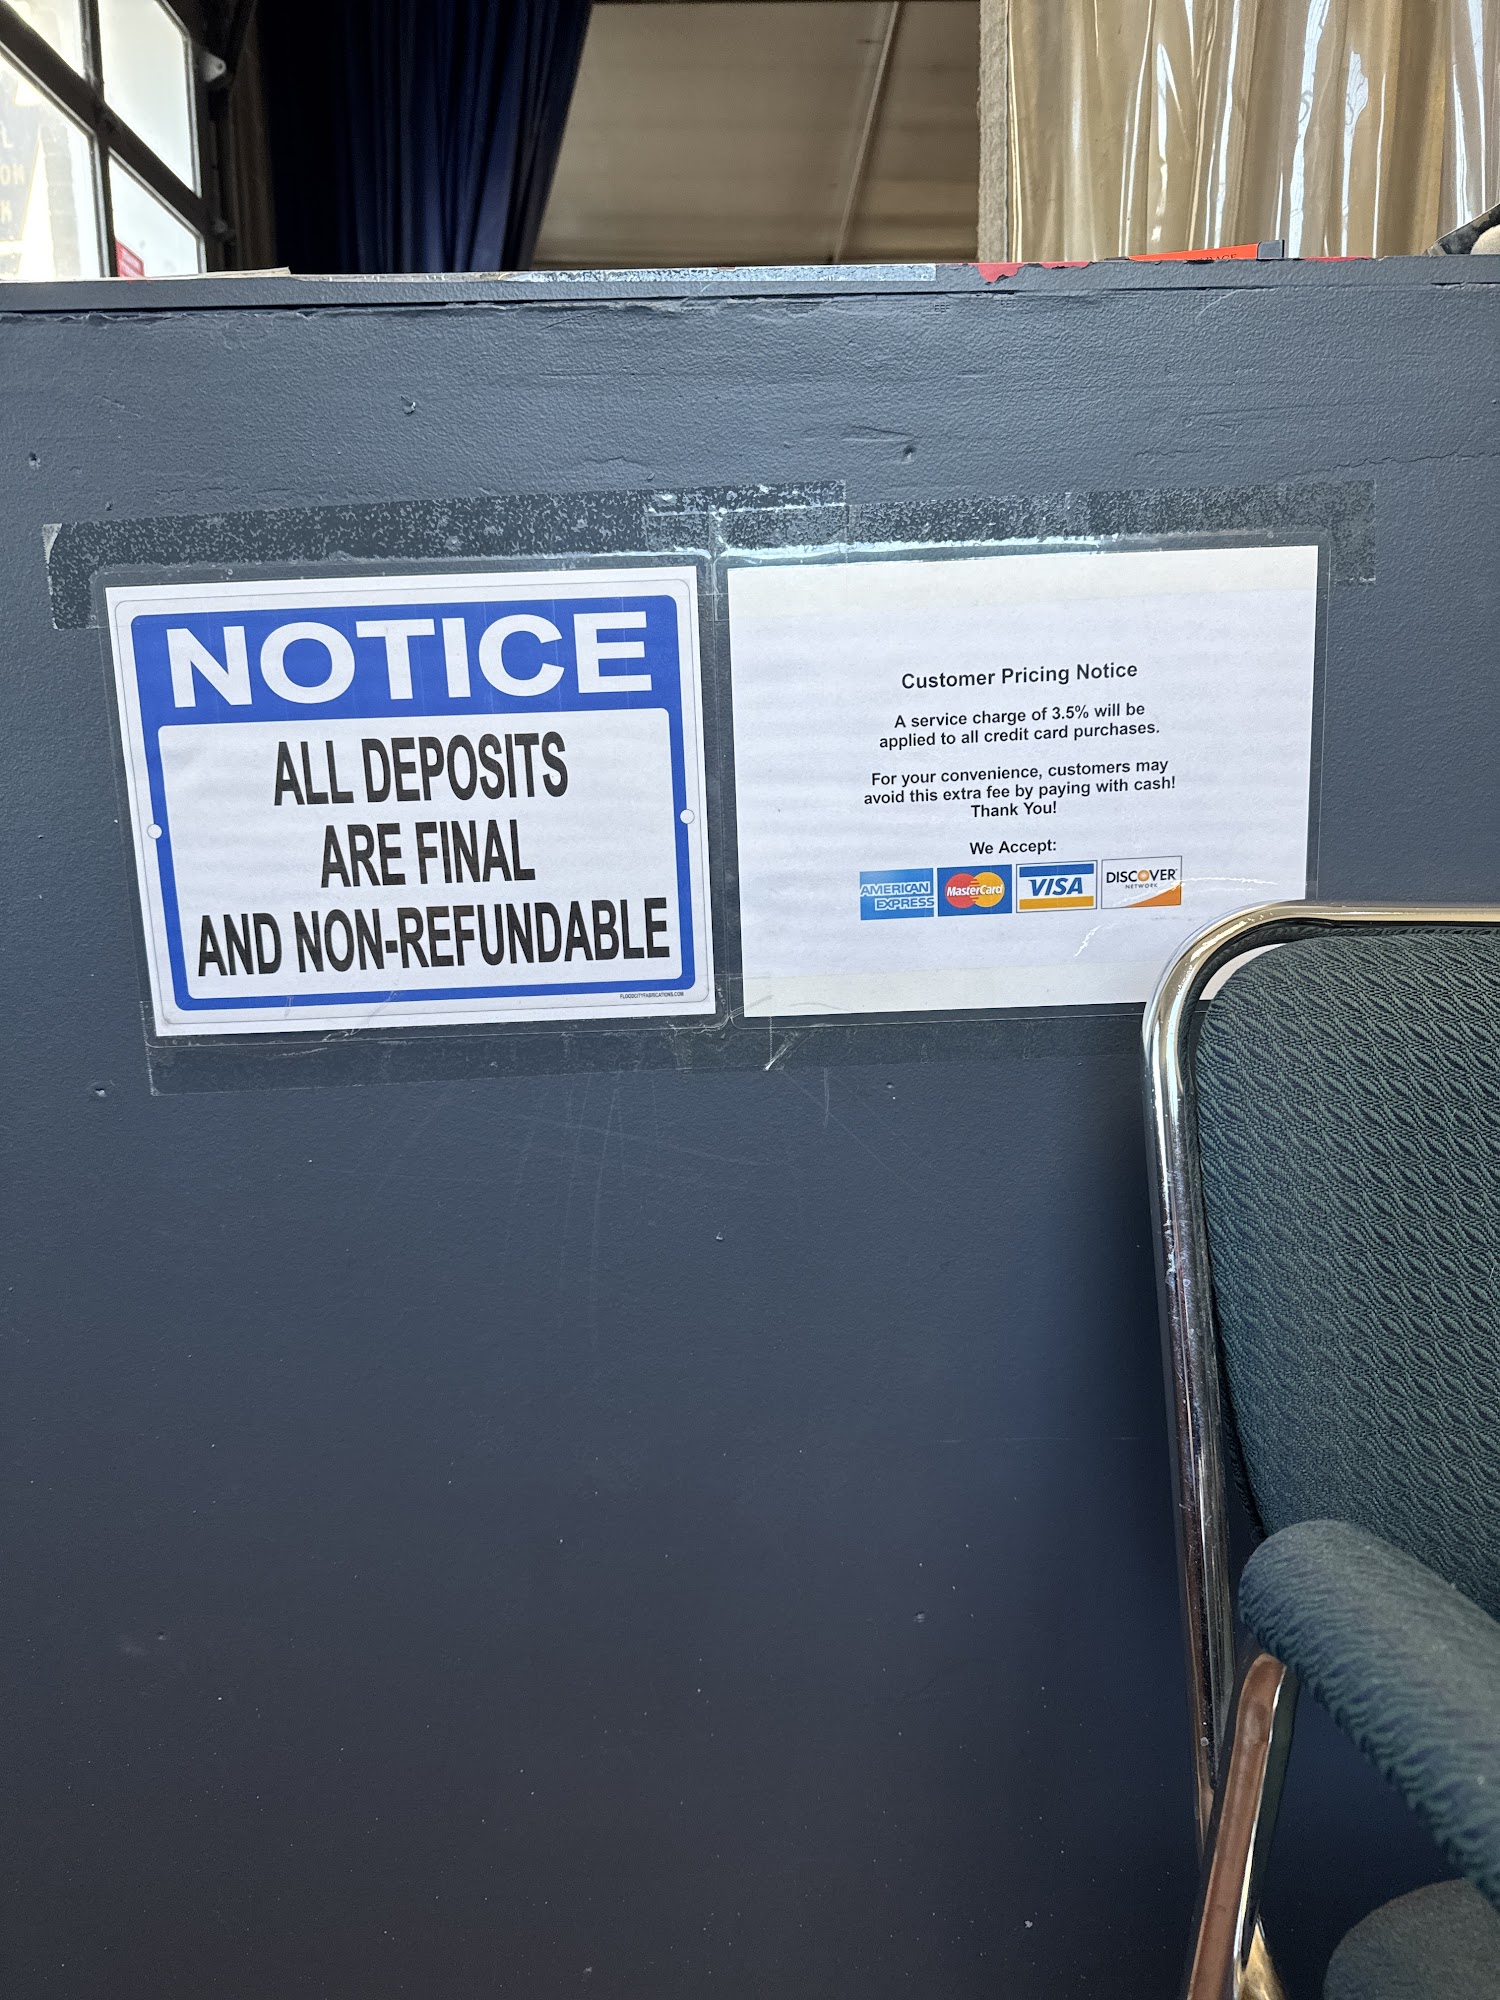 NOTICE
ALL DEPOSITS
ARE FINAL
AND NON-REFUNDABLE
FLOODCITYFABRICATIONS.COM
Customer Pricing Notice
A service charge of 3.5% will be
applied to all credit card purchases.
For your convenience, customers may
avoid this extra fee by paying with cash!
Thank You!
We Accept:
AMERICAN
EXPRESS
MasterCard
VISA
DISCOVER
NETWORK